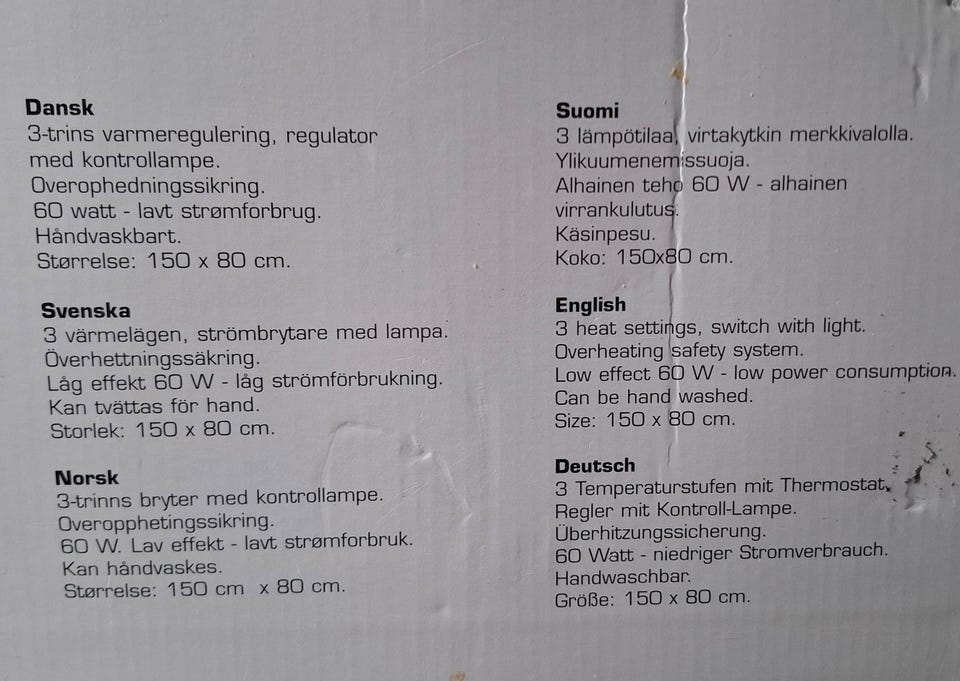 Dansk
3-trins varmeregulering, regulator
med kontrollampe.
Overophedningssikring.
60 watt - lavt strømforbrug.
Håndvaskbart.
Størrelse: 150 x 80 cm.
Svenska
3 värmelägen, strömbrytare med lampa.
Överhettningssäkring.
Låg effekt 60 W - låg strömförbrukning.
Kan tvättas för hand.
Storlek: 150 x 80 cm.
Norsk
3-trinns bryter med kontrollampe.
Overopphetingssikring.
60 W. Lav effekt - lavt strømforbruk.
Kan håndvaskes.
Størrelse: 150 cm x 80 cm.
Suomi
3 lämpötilaa, virtakytkin merkkivalolla.
Ylikuumenemissuoja.
Alhainen teho 60 W - alhainen
virrankulutus.
Käsinpesu.
Koko: 150x80 cm.
English
3 heat settings, switch with light.
Overheating safety system.
Low effect 60 W - low power consumption.
Can be hand washed.
Size: 150 x 80 cm.
Deutsch
3 Temperaturstufen mit Thermostat,
Regler mit Kontroll-Lampe.
Überhitzungssicherung.
60 Watt - niedriger Stromverbrauch.
Handwaschbar.
Größe: 150 x 80 cm.